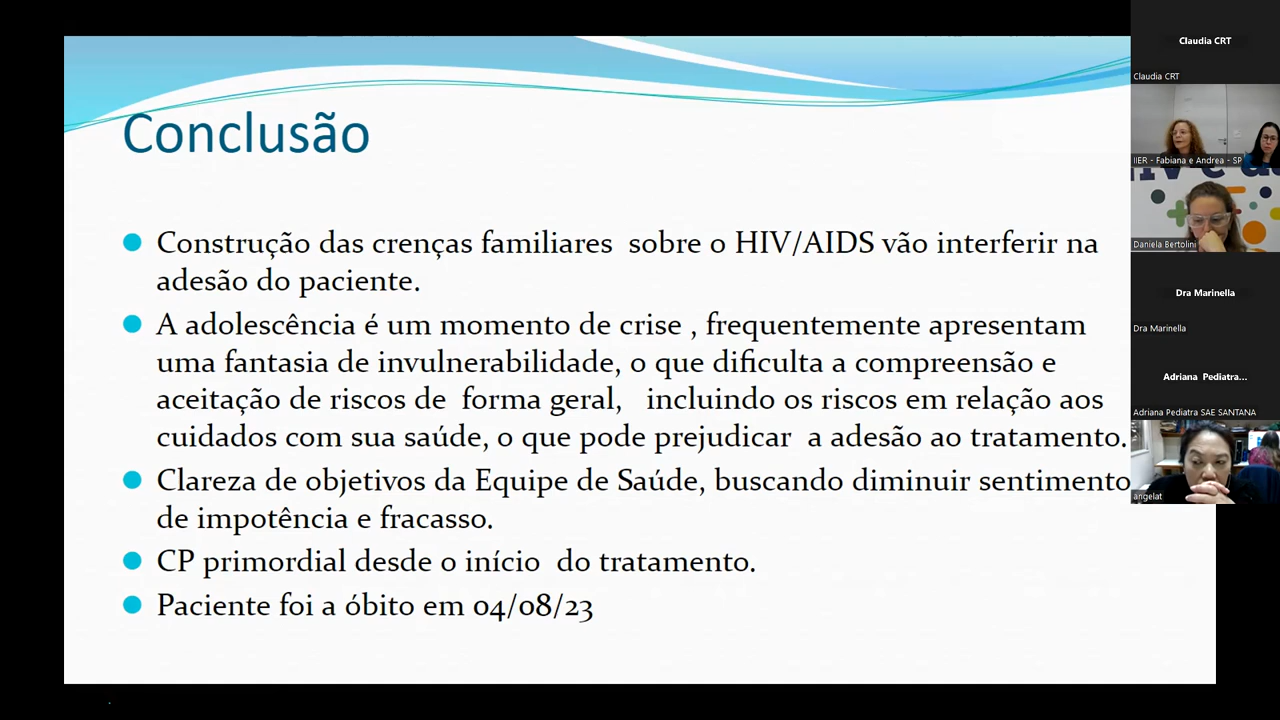 Conclusão
Construção das crenças familiares sobre o HIV/AIDS vão interferir na
adesão do paciente.
A adolescência é um momento de crise , frequentemente apresentam
uma fantasia de invulnerabilidade, o que dificulta a compreensão e
aceitação de riscos de forma geral, incluindo os riscos em relação aos
cuidados com sua saúde, o que pode prejudicar a adesão ao tratamento.
Clareza de objetivos da Equipe de Saúde, buscando diminuir sentimento
de impotência e fracasso.
CP primordial desde o início do tratamento.
Paciente foi a óbito em 04/08/23
Claudia CRT
Claudia CRT
IIER - Fabiana e Andrea - SP
Daniela Bertolini
Dra Marinella
Dra Marinella
Adriana Pediatra...
Adriana Pediatra SAE SANTANA
angelat